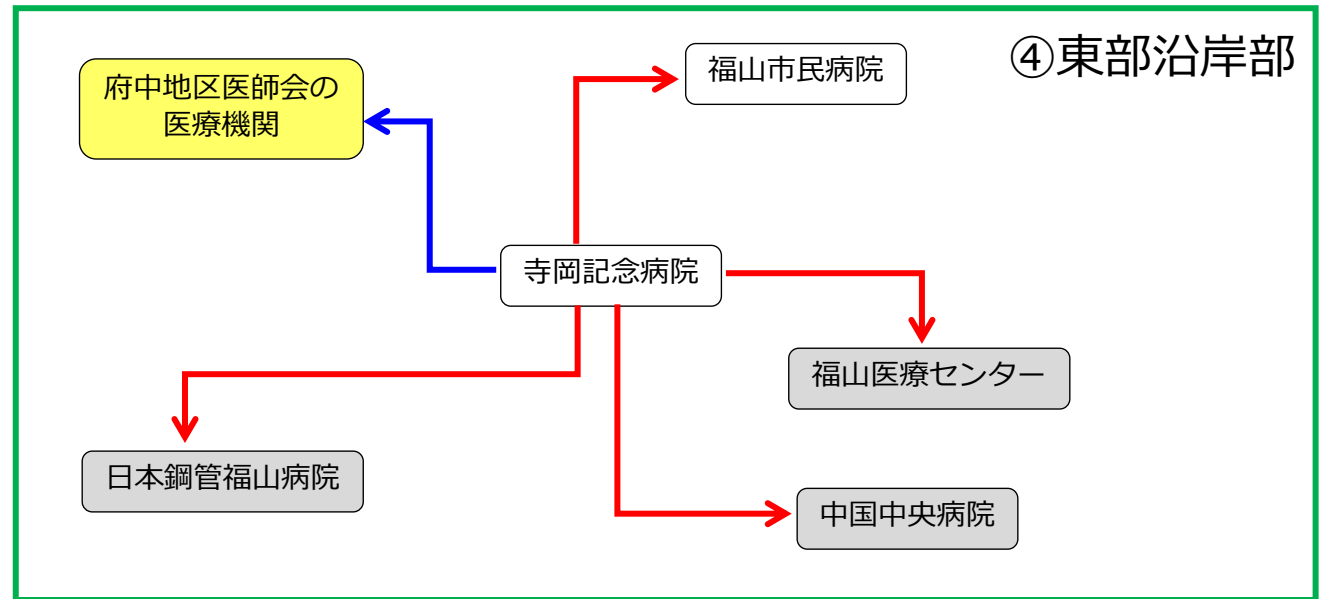 ④東部沿岸部
府中地区医師会の
医療機関
福山市民病院
寺岡記念病院
福山医療センター
日本鋼管福山病院
中国中央病院